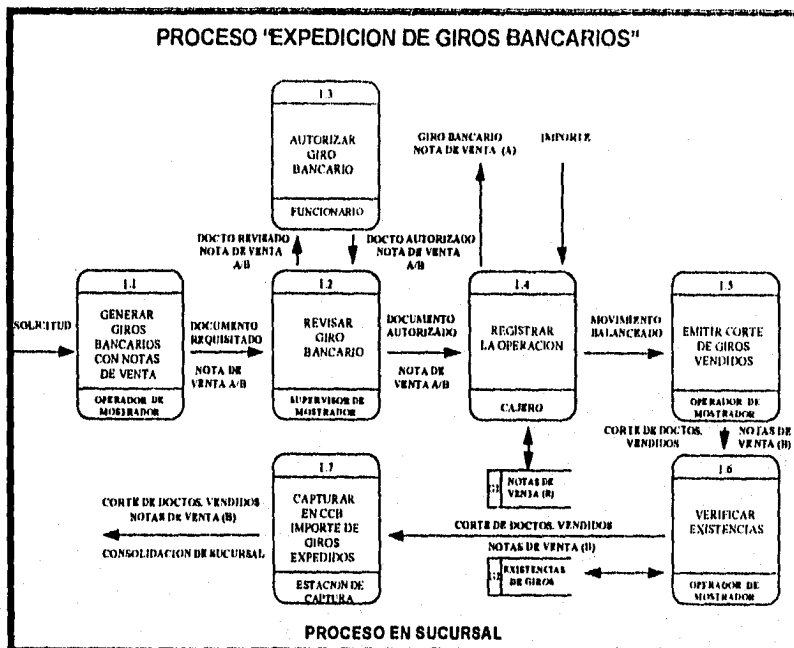 PROCESO "EXPEDICION DE GIROS BANCARIOS"
1.3
AUTORIZAR
GIRO
BANCARIO
FUNCIONARIO
GIRO BANCARIO
NOTA DE VENTA (A)
IMPORTE
DOCTO REVISADO
NOTA DE VENTA
A/B
DOCTO AUTORIZADO
NOTA DE VENTA
A/B
SOLICITUD
1.1
GENERAR
GIROS
BANCARIOS
CON NOTAS
DE VENTA
OPERADOR DE
MOSTRADOR
DOCUMENTO
REQUISITADO
NOTA DE
VENTA A/B
1.2
REVISAR
GIRO
BANCARIO
SUPERVISOR DE
MOSTRADOR
DOCUMENTO
AUTORIZADO
NOTA DE
VENTA A/B
1.4
REGISTRAR
LA OPERACION
CAJERO
MOVIMIENTO
BALANCEADO
1.5
EMITIR CORTE
DE GIROS
VENDIDOS
OPERADOR DE
MOSTRADOR
CORTE DE DOCTOS.
VENDIDOS
NOTAS DE
VENTA (B)
NOTAS DE
VENTA (B)
1.6
VERIFICAR
EXISTENCIAS
OPERADOR DE
MOSTRADOR
CORTE DE DOCTOS. VENDIDOS
NOTAS DE VENTA (B)
EXISTENCIAS
DE GIROS
1.7
CAPTURAR
EN CCB
IMPORTE DE
GIROS
EXPEDIDOS
ESTACION DE
CAPTURA
CORTE DE DOCTOS. VENDIDOS
NOTAS DE VENTA (B)
CONSOLIDACION DE SUCURSAL
PROCESO EN SUCURSAL